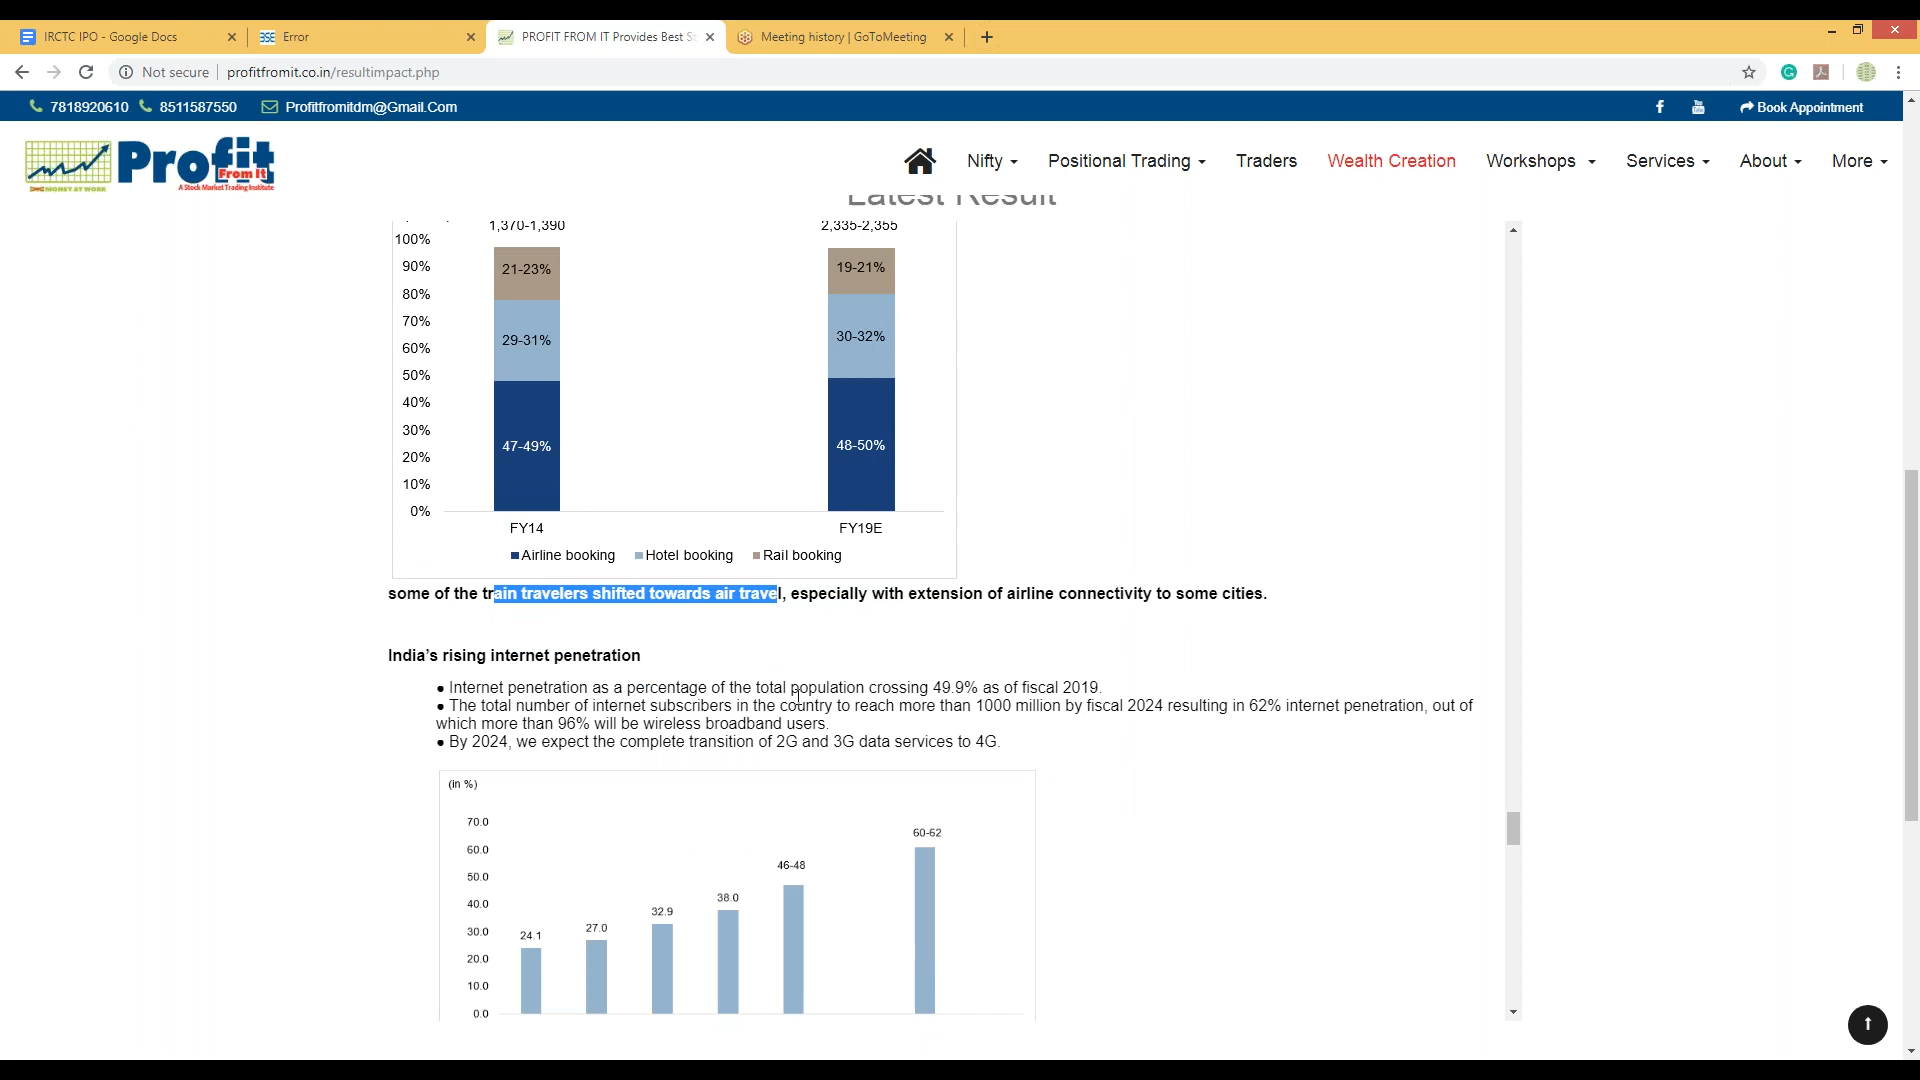 IRCTC IPO - Google Docs
BSE Error
PROFIT FROM IT Provides Best S
Meeting history | GoToMeeting
Not secure
profitfromit.co.in/resultimpact.php
7818920610
8511587550
Profitfromitdm@Gmail.Com
Book Appointment
Profit
From It
MONEY AT WORK
A Stock Market Trading Institute
Nifty
Positional Trading
Traders
Wealth Creation
Workshops
Services
About
More
Latest Result
1,370-1,390
2,335-2,355
100%
90%
80%
70%
60%
50%
40%
30%
20%
10%
0%
21-23%
29-31%
47-49%
19-21%
30-32%
48-50%
FY14
FY19E
Airline booking
Hotel booking
Rail booking
some of the train travelers shifted towards air travel, especially with extension of airline connectivity to some cities.
India’s rising internet penetration
● Internet penetration as a percentage of the total population crossing 49.9% as of fiscal 2019.
● The total number of internet subscribers in the country to reach more than 1000 million by fiscal 2024 resulting in 62% internet penetration, out of
which more than 96% will be wireless broadband users.
● By 2024, we expect the complete transition of 2G and 3G data services to 4G.
(in %)
70.0
60.0
50.0
40.0
30.0
20.0
10.0
0.0
24.1
27.0
32.9
38.0
46-48
60-62